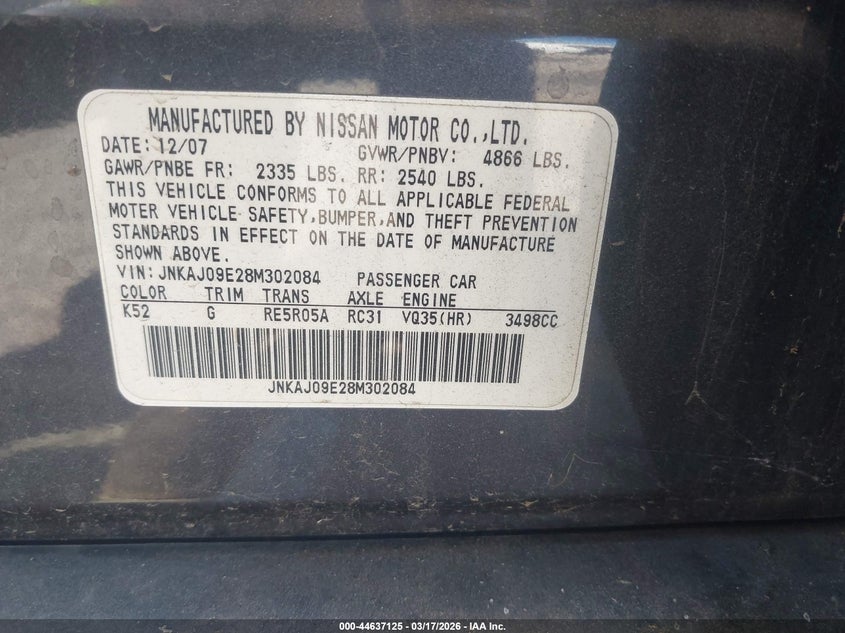 MANUFACTURED BY NISSAN MOTOR CO.,LTD.
DATE: 12/07 GVWR/PNBV: 4866 LBS.
GAWR/PNBE FR: 2335 LBS. RR: 2540 LBS.
THIS VEHICLE CONFORMS TO ALL APPLICABLE FEDERAL
MOTER VEHICLE SAFETY,BUMPER,AND THEFT PREVENTION
STANDARDS IN EFFECT ON THE DATE OF MANUFACTURE
SHOWN ABOVE.
VIN:JNKAJ09E28M302084 PASSENGER CAR
COLOR TRIM TRANS AXLE ENGINE
K52 G RE5R05A RC31 VQ35(HR) 3498CC
JNKAJ09E28M302084
000-44637125 — 03/17/2026 — IAA Inc.